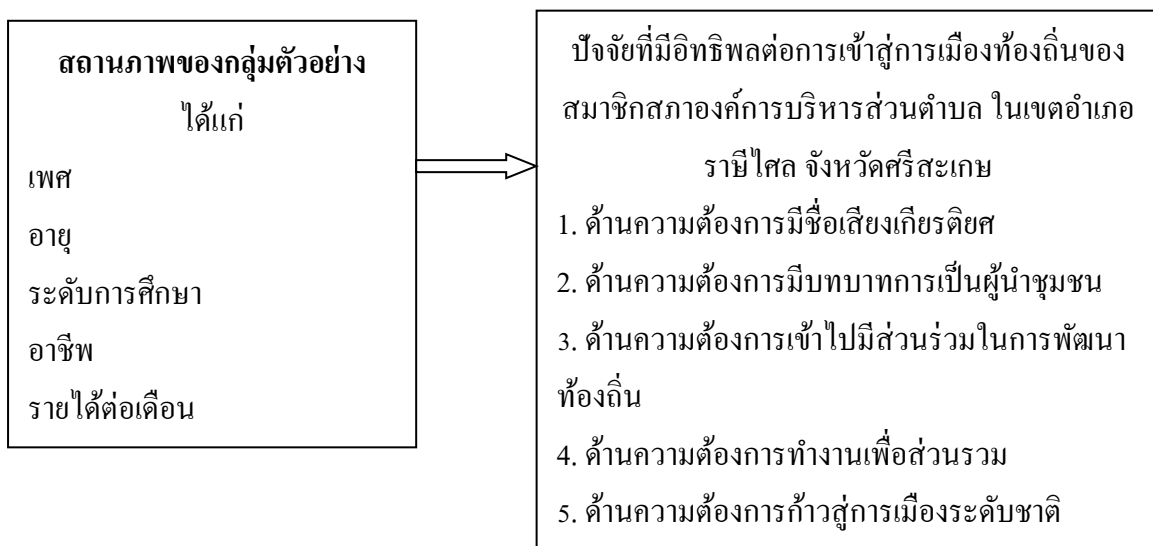 สถานภาพของกลุ่มตัวอย่าง
ได้แก่
เพศ
อายุ
ระดับการศึกษา
อาชีพ
รายได้ต่อเดือน
ปัจจัยที่มีอิทธิพลต่อการเข้าสู่การเมืองท้องถิ่นของ
สมาชิกสภาองค์การบริหารส่วนตำบล ในเขตอำเภอ
ราษีไศล จังหวัดศรีสะเกษ
1. ด้านความต้องการมีชื่อเสียงเกียรติยศ
2. ด้านความต้องการมีบทบาทการเป็นผู้นำชุมชน
3. ด้านความต้องการเข้าไปมีส่วนร่วมในการพัฒนา
ท้องถิ่น
4. ด้านความต้องการทำงานเพื่อส่วนรวม
5. ด้านความต้องการก้าวสู่การเมืองระดับชาติ